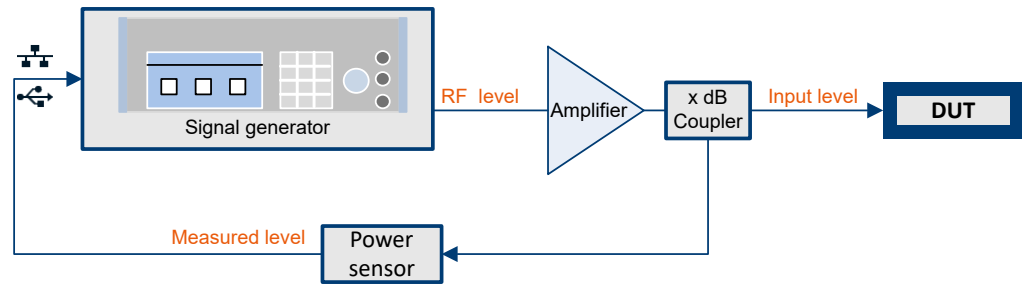 RF level
Input level
Signal generator
Amplifier
x dB
Coupler
DUT
Measured level
Power
sensor